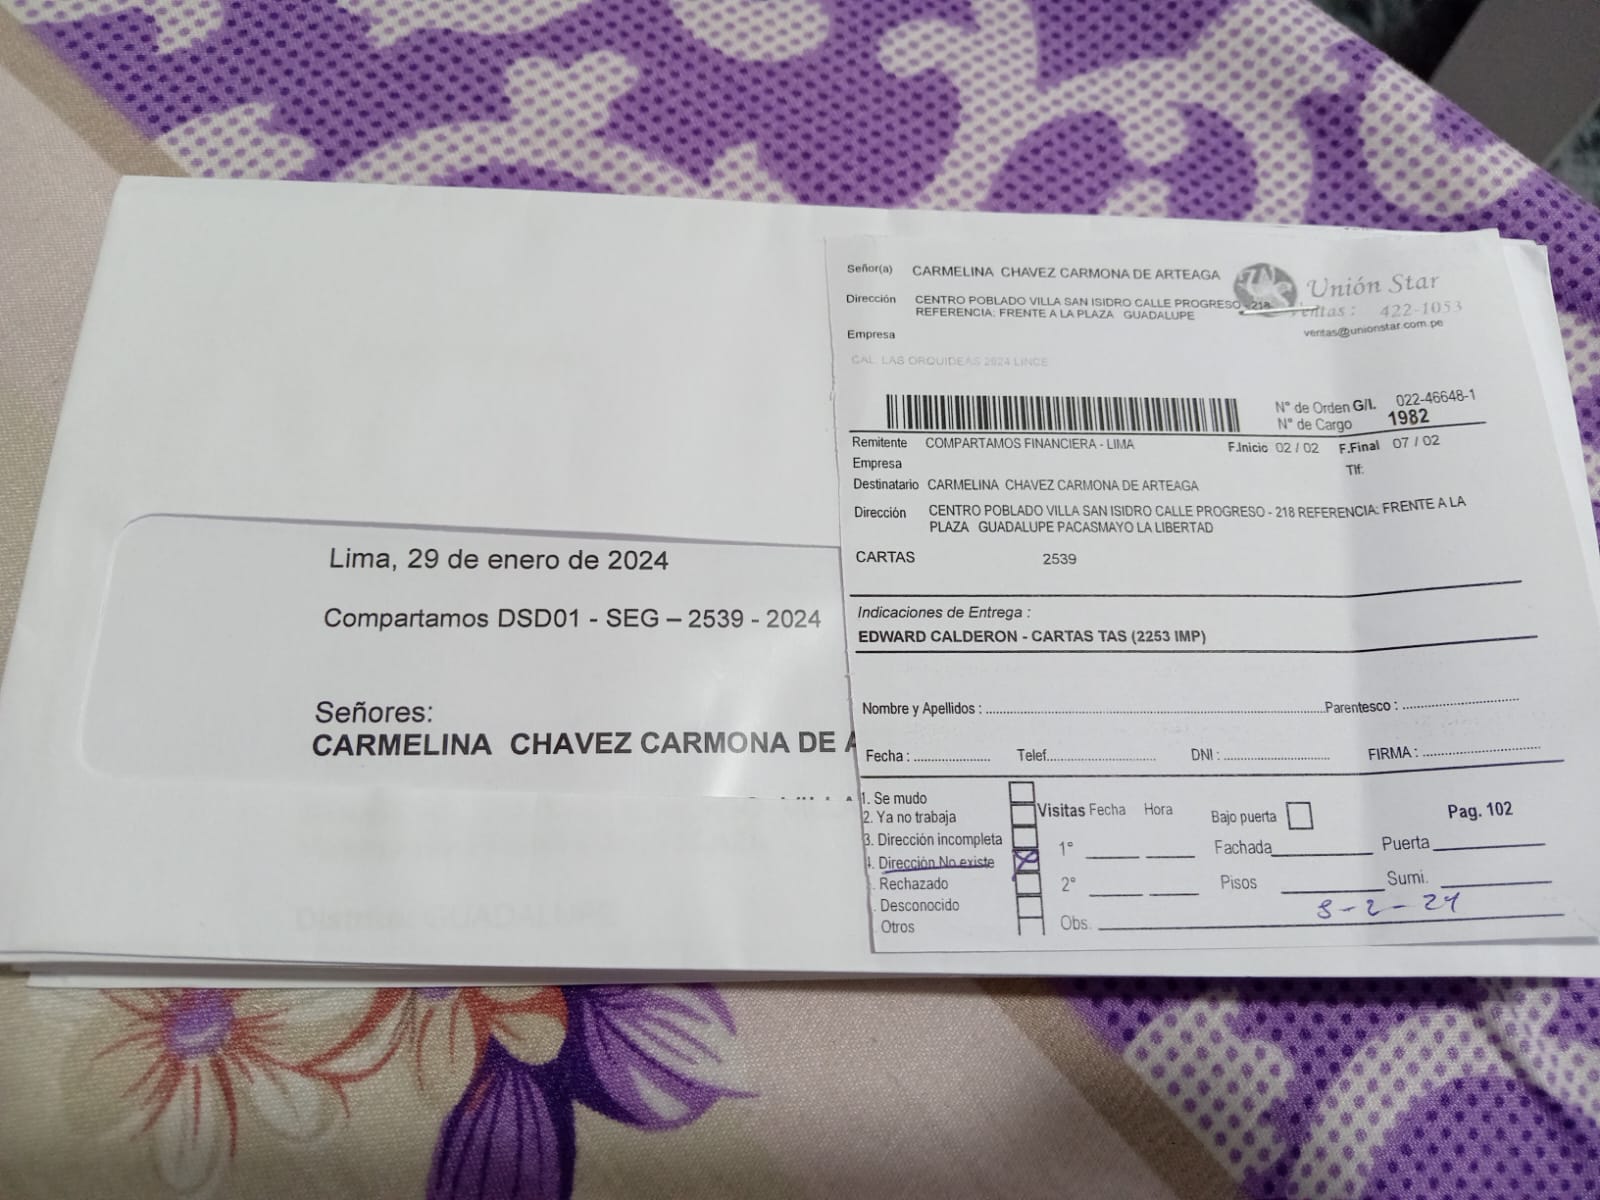 Señor(a) CARMELINA CHAVEZ CARMONA DE ARTEAGA
Dirección CENTRO POBLADO VILLA SAN ISIDRO CALLE PROGRESO - 218
REFERENCIA: FRENTE A LA PLAZA GUADALUPE
Empresa
CAL. LAS ORQUIDEAS 2624 LINCE
Unión Star
Ventas: 422-1053
ventas@unionstar.com.pe
N° de Orden G/I. 022-46648-1
N° de Cargo 1982
Remitente COMPARTAMOS FINANCIERA - LIMA F.Inicio 02 / 02 F.Final 07 / 02
Empresa Tlf:
Destinatario CARMELINA CHAVEZ CARMONA DE ARTEAGA
Dirección CENTRO POBLADO VILLA SAN ISIDRO CALLE PROGRESO - 218 REFERENCIA: FRENTE A LA
PLAZA GUADALUPE PACASMAYO LA LIBERTAD
CARTAS 2539
Indicaciones de Entrega :
EDWARD CALDERON - CARTAS TAS (2253 IMP)
Nombre y Apellidos : Parentesco :
Fecha : Telef. DNI : FIRMA :
1. Se mudo
2. Ya no trabaja
3. Dirección incompleta
4. Dirección No existe
. Rechazado
. Desconocido
. Otros
Visitas Fecha Hora Bajo puerta Pag. 102
1° Fachada Puerta
2° Pisos Sumi.
Obs. 8-2-24
Lima, 29 de enero de 2024
Compartamos DSD01 - SEG – 2539 - 2024
Señores:
CARMELINA CHAVEZ CARMONA DE A
Distrito: GUADALUPE